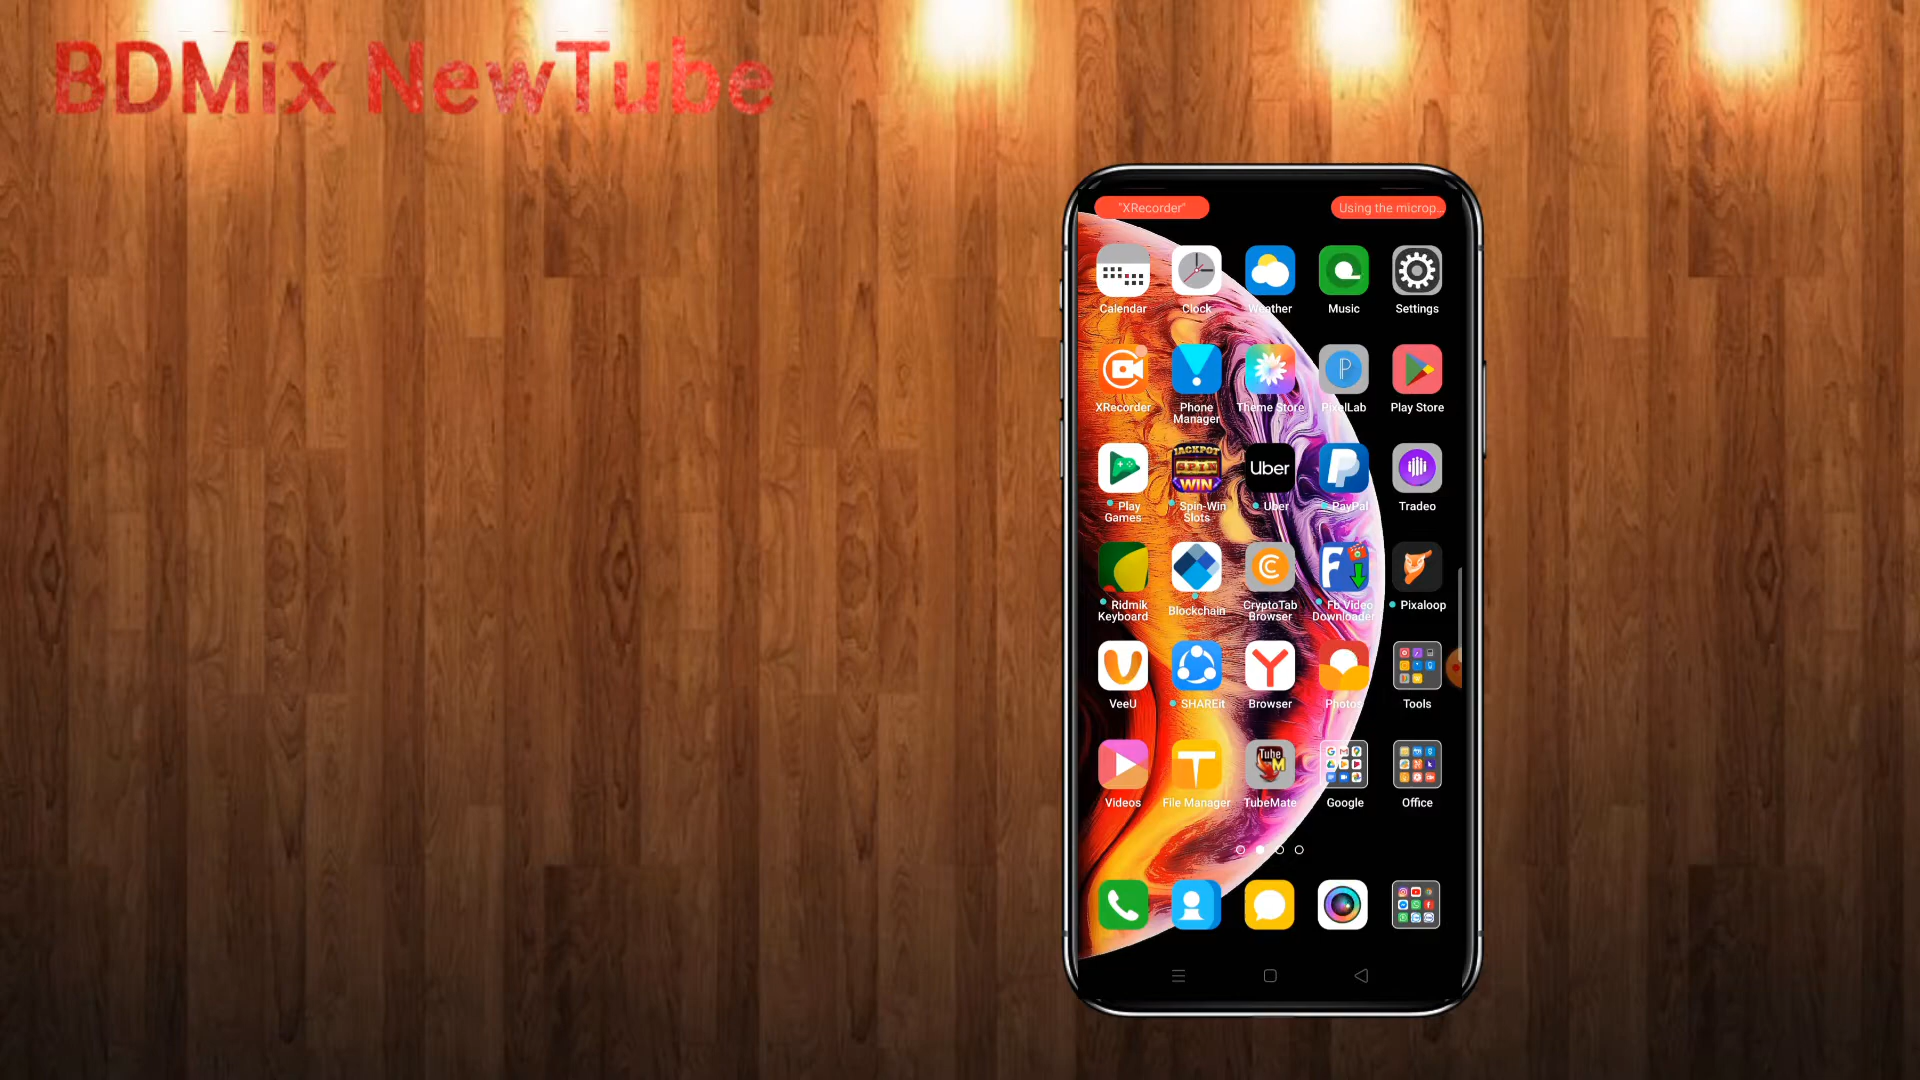 BDMix NewTube
"XRecorder"
Using the microp...
Calendar
Clock
Weather
Music
Settings
XRecorder
Phone
Manager
Theme Store
PixelLab
Play Store
JACKPOT
SPIN
WIN
Uber
Play
Games
Spin-Win
Slots
Uber
PayPal
Tradeo
Ridmik
Keyboard
Blockchain
CryptoTab
Browser
Fb Video
Downloader
Pixaloop
VeeU
SHAREit
Browser
Photos
Tools
Tube
M
Videos
File Manager
TubeMate
Google
Office